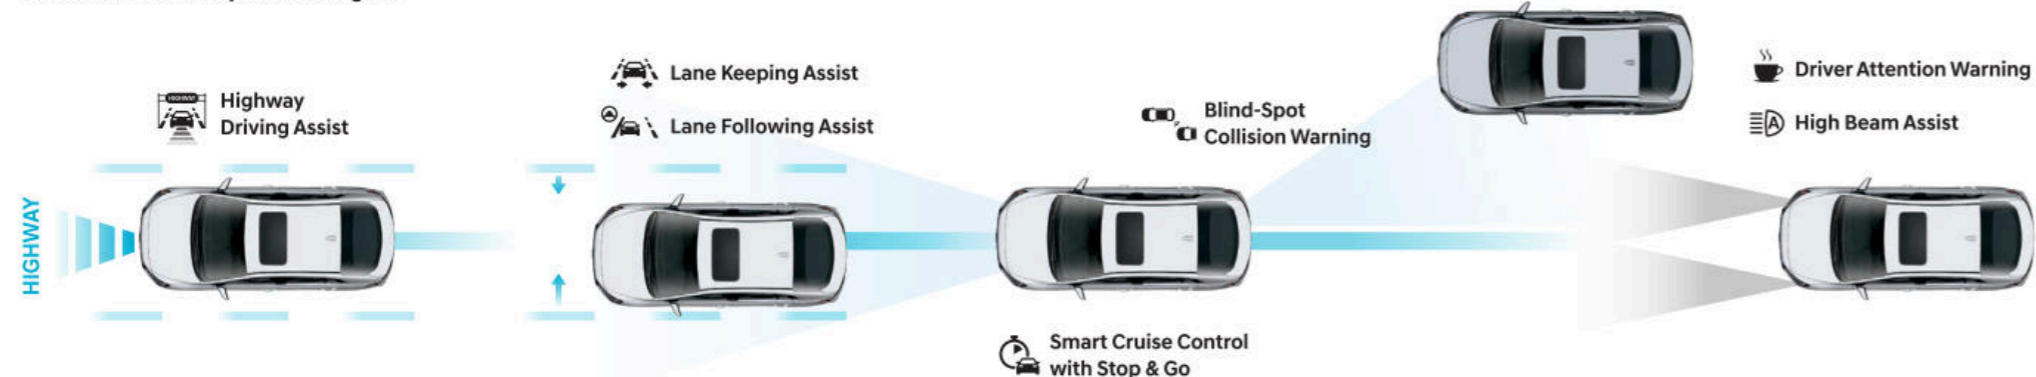 HIGHWAY
HIGHWAY
Highway
Driving Assist
Lane Keeping Assist
Lane Following Assist
Blind-Spot
Collision Warning
Smart Cruise Control
with Stop & Go
Driver Attention Warning
A
High Beam Assist